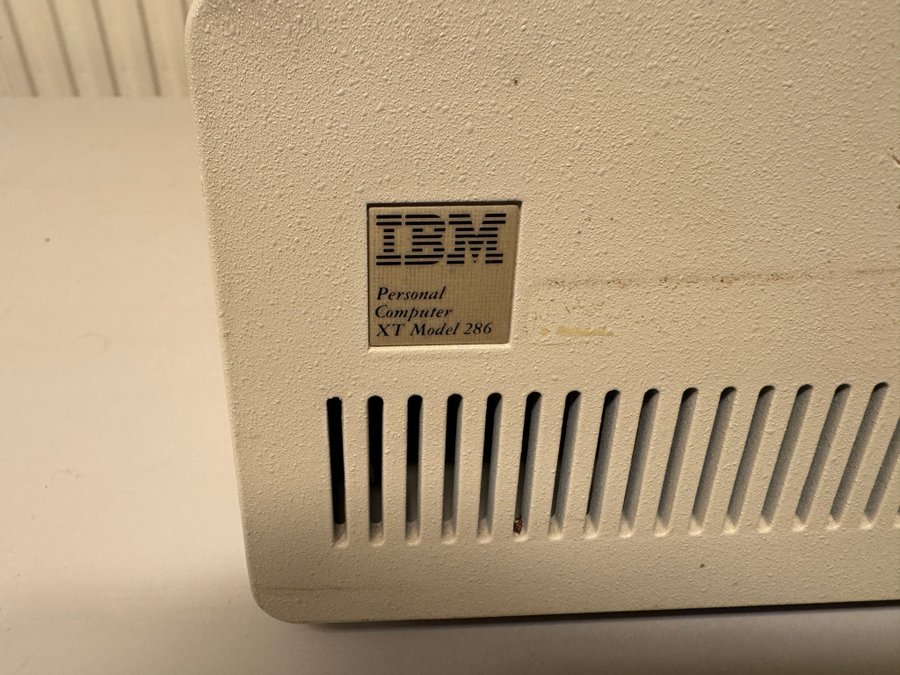 IBM
Personal
Computer
XT Model 286